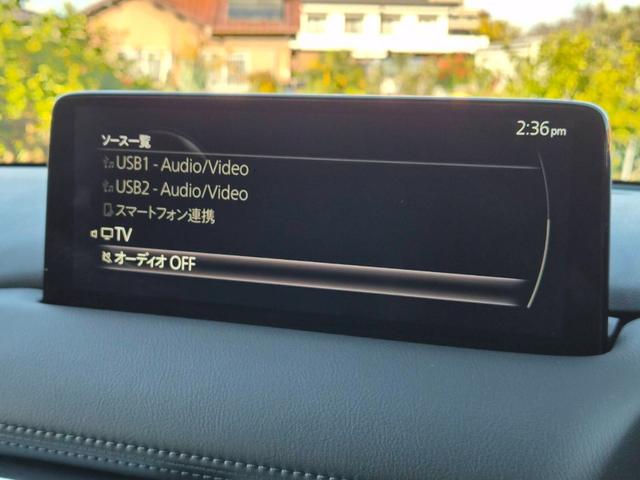 2:36pm
ソース一覧
USB1 - Audio/Video
USB2 - Audio/Video
スマートフォン連携
TV
オーディオ OFF